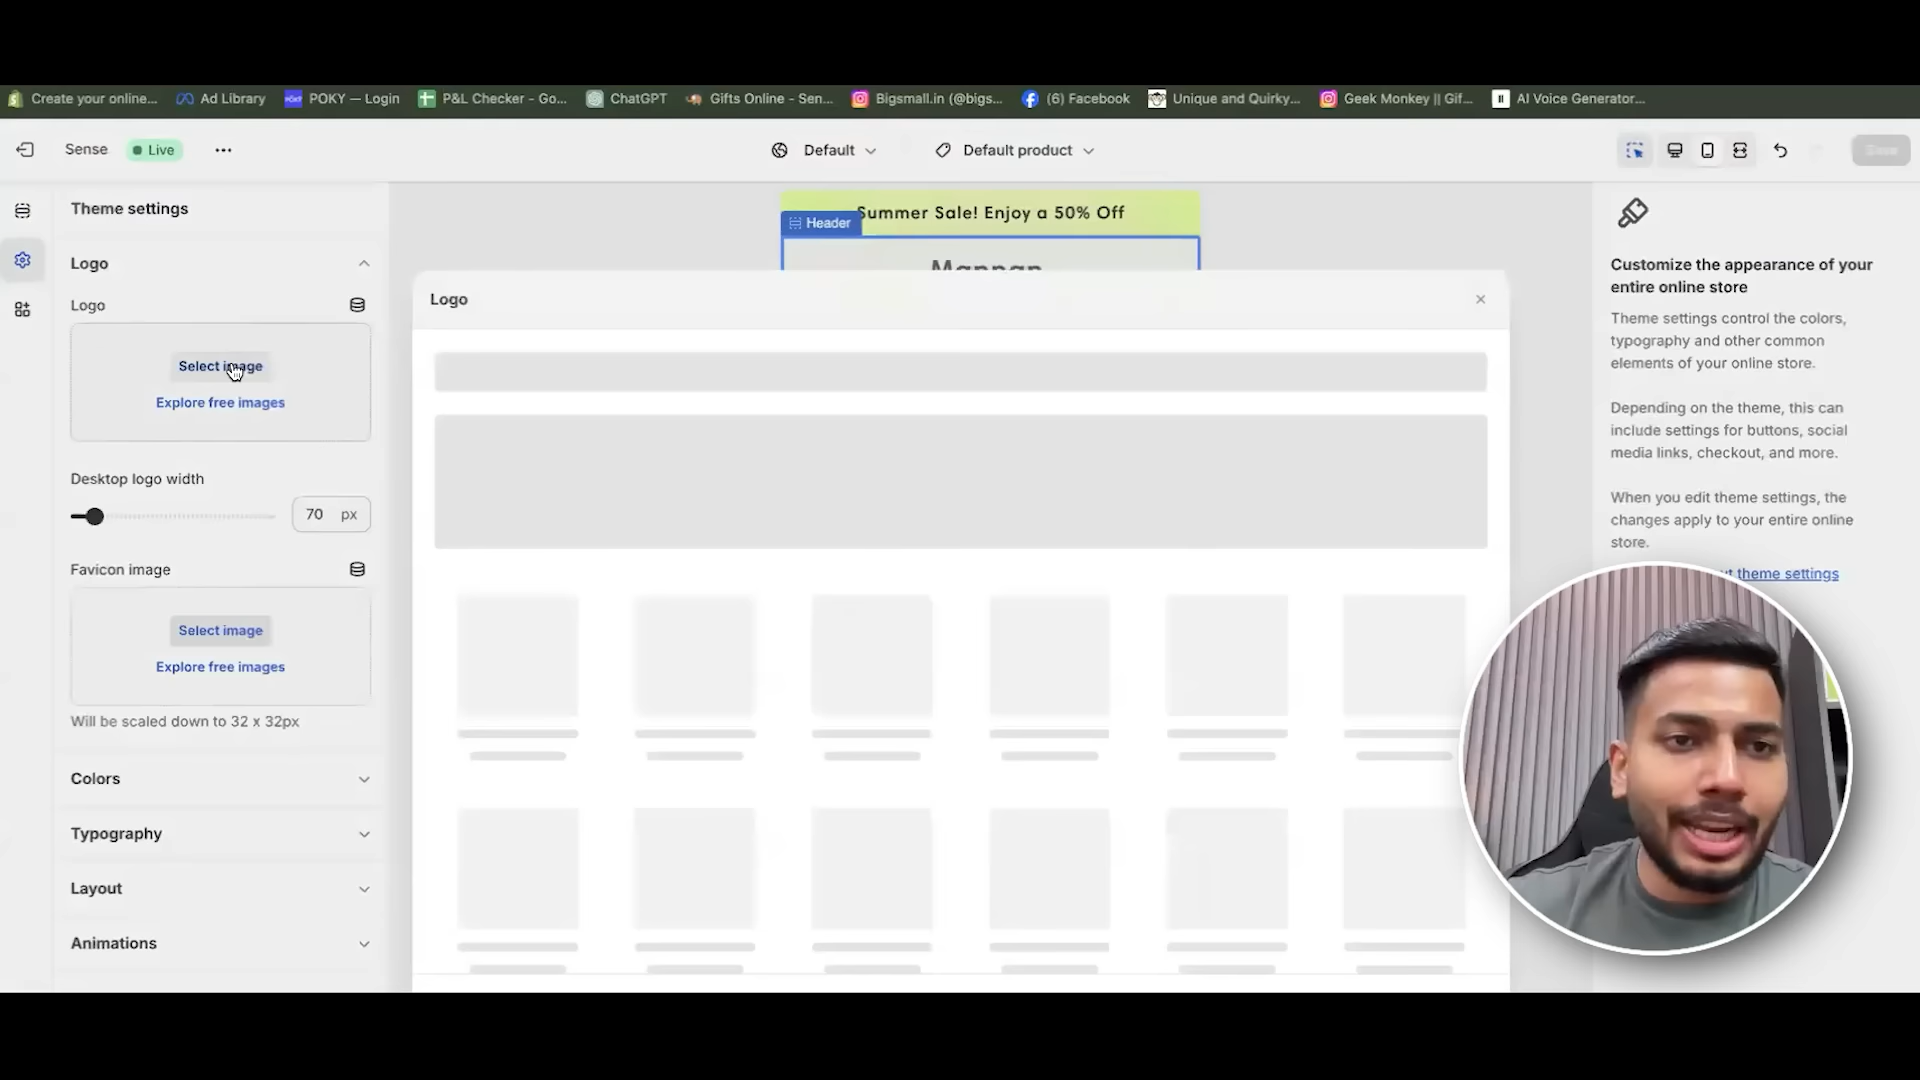 Create your online...
Ad Library
POKY — Login
P&L Checker - Go...
ChatGPT
Gifts Online - Sen...
Bigsmall.in (@bigs...
(6) Facebook
Unique and Quirky...
Geek Monkey || Gif...
AI Voice Generator...
Sense
Live
Default
Default product
Save
Theme settings
Logo
Logo
Select image
Explore free images
Desktop logo width
70 px
Favicon image
Select image
Explore free images
Will be scaled down to 32 x 32px
Colors
Typography
Layout
Animations
Summer Sale! Enjoy a 50% Off
Header
Mannan
Logo
Customize the appearance of your
entire online store
Theme settings control the colors,
typography and other common
elements of your online store.
Depending on the theme, this can
include settings for buttons, social
media links, checkout, and more.
When you edit theme settings, the
changes apply to your entire online
store.
theme settings